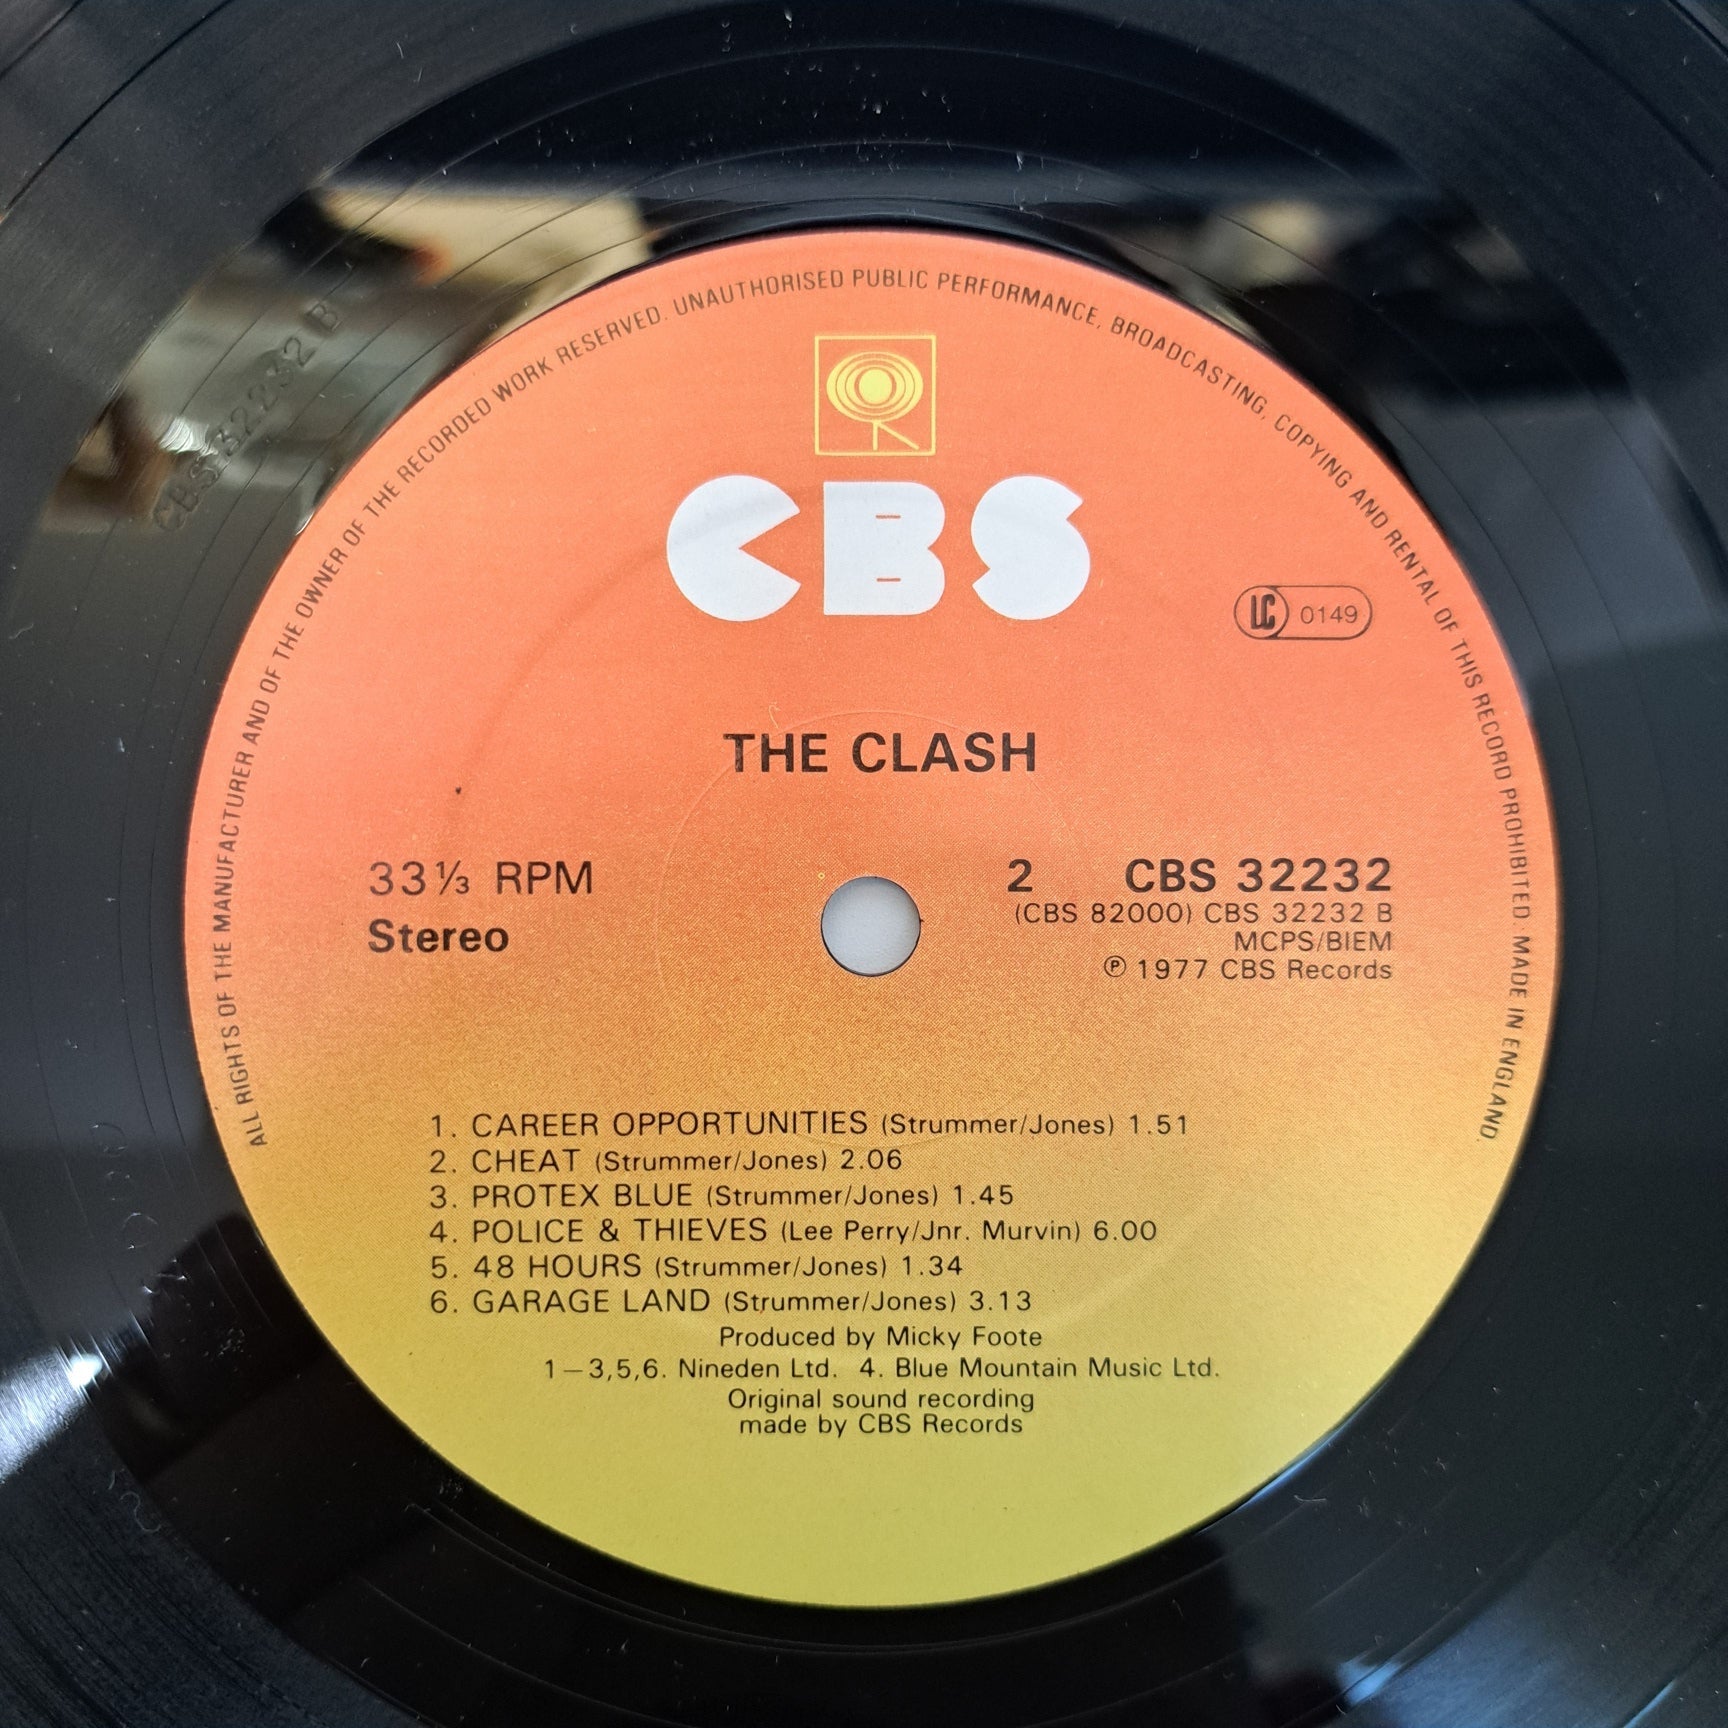 ALL RIGHTS OF THE MANUFACTURER AND OF THE OWNER OF THE RECORDED WORK RESERVED. UNAUTHORISED PUBLIC PERFORMANCE, BROADCASTING, COPYING AND RENTAL OF THIS RECORD PROHIBITED. MADE IN ENGLAND.
CBS 32232 B
CBS
LC 0149
THE CLASH
33⅓ RPM
Stereo
2 CBS 32232
(CBS 82000) CBS 32232 B
MCPS/BIEM
℗ 1977 CBS Records
1. CAREER OPPORTUNITIES (Strummer/Jones) 1.51
2. CHEAT (Strummer/Jones) 2.06
3. PROTEX BLUE (Strummer/Jones) 1.45
4. POLICE & THIEVES (Lee Perry/Jnr. Murvin) 6.00
5. 48 HOURS (Strummer/Jones) 1.34
6. GARAGE LAND (Strummer/Jones) 3.13
Produced by Micky Foote
1–3,5,6. Nineden Ltd. 4. Blue Mountain Music Ltd.
Original sound recording
made by CBS Records